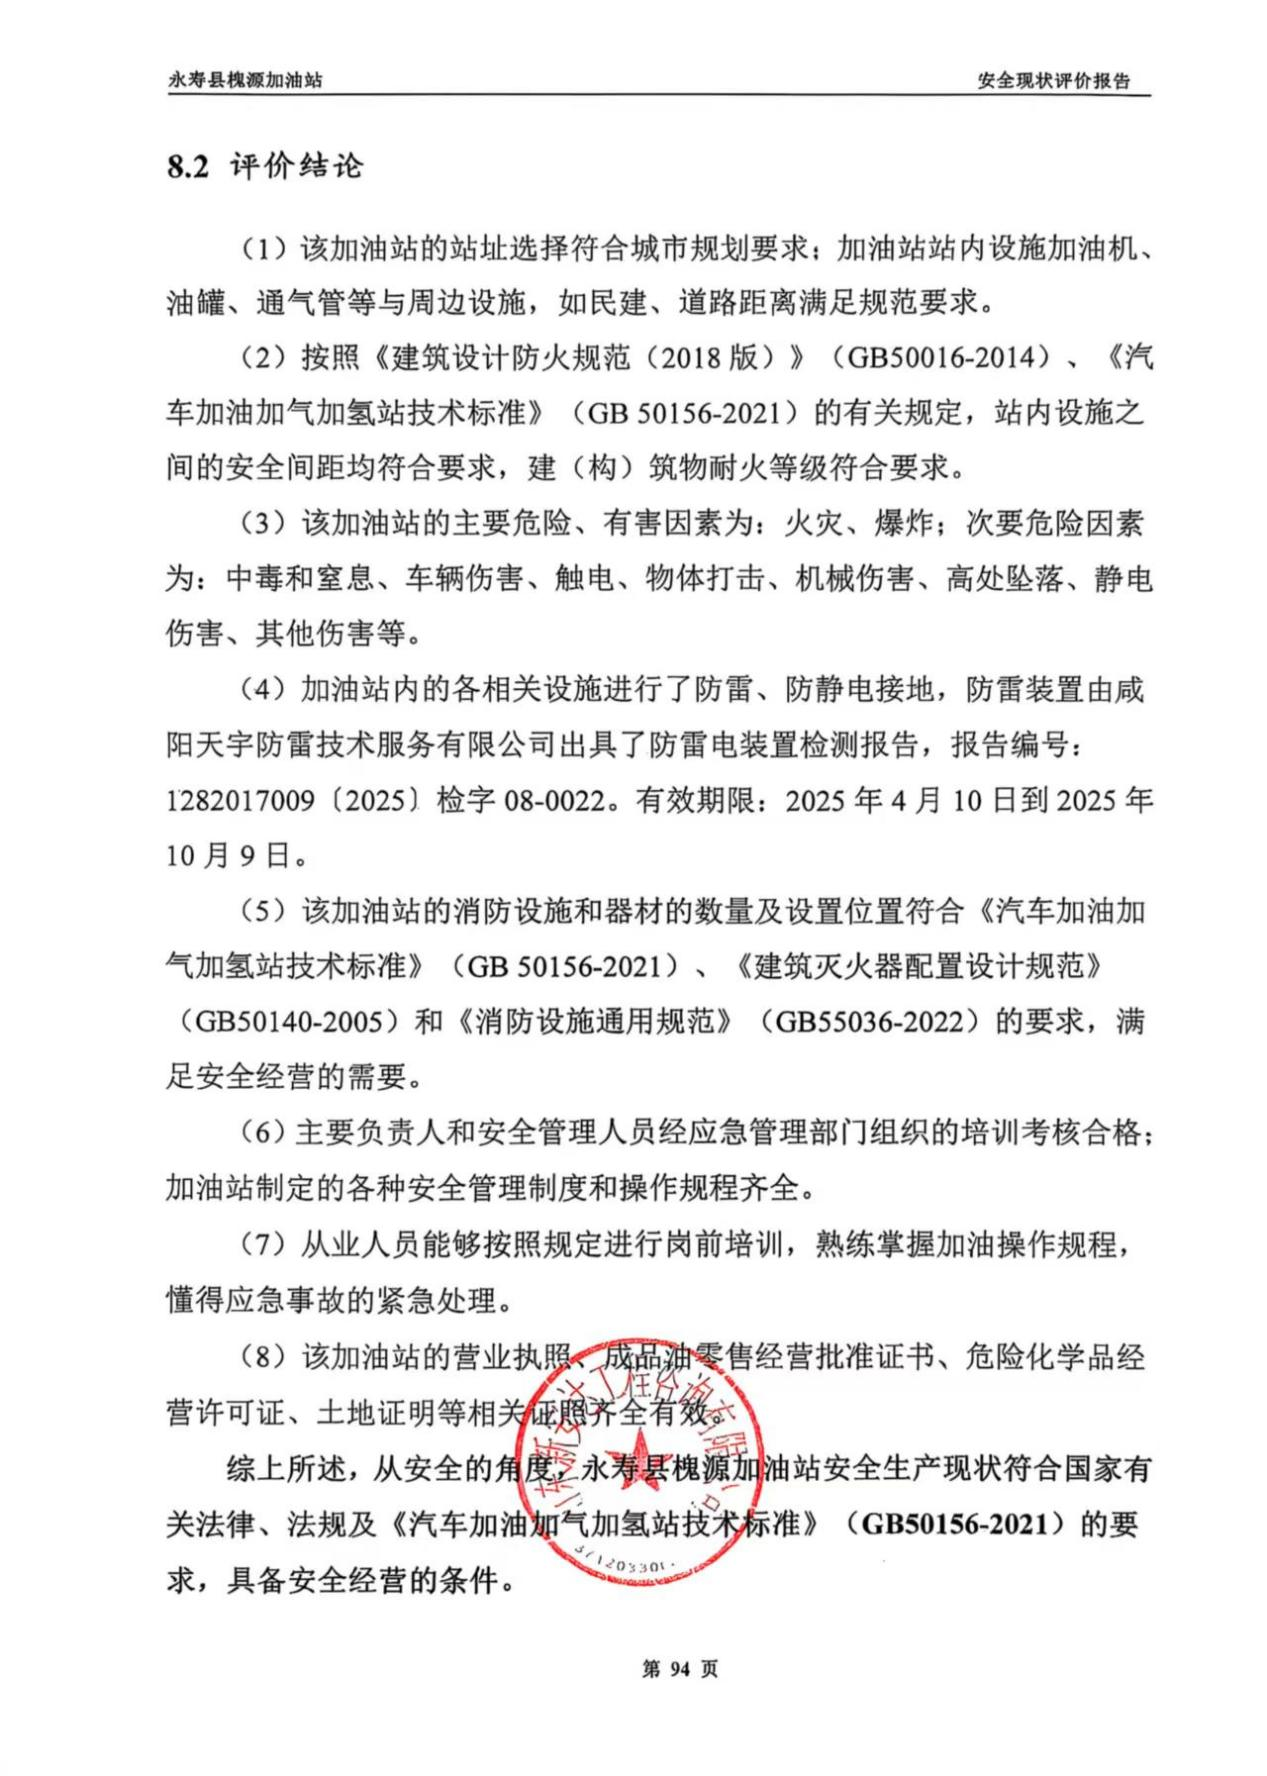 永寿县槐源加油站
安全现状评价报告
8.2 评价结论
（1）该加油站的站址选择符合城市规划要求；加油站站内设施加油机、
油罐、通气管等与周边设施，如民建、道路距离满足规范要求。
（2）按照《建筑设计防火规范（2018 版）》（GB50016-2014）、《汽
车加油加气加氢站技术标准》（GB 50156-2021）的有关规定，站内设施之
间的安全间距均符合要求，建（构）筑物耐火等级符合要求。
（3）该加油站的主要危险、有害因素为：火灾、爆炸；次要危险因素
为：中毒和窒息、车辆伤害、触电、物体打击、机械伤害、高处坠落、静电
伤害、其他伤害等。
（4）加油站内的各相关设施进行了防雷、防静电接地，防雷装置由咸
阳天宇防雷技术服务有限公司出具了防雷电装置检测报告，报告编号：
1282017009〔2025〕检字 08-0022。有效期限：2025 年 4 月 10 日到 2025 年
10 月 9 日。
（5）该加油站的消防设施和器材的数量及设置位置符合《汽车加油加
气加氢站技术标准》（GB 50156-2021）、《建筑灭火器配置设计规范》
（GB50140-2005）和《消防设施通用规范》（GB55036-2022）的要求，满
足安全经营的需要。
（6）主要负责人和安全管理人员经应急管理部门组织的培训考核合格；
加油站制定的各种安全管理制度和操作规程齐全。
（7）从业人员能够按照规定进行岗前培训，熟练掌握加油操作规程，
懂得应急事故的紧急处理。
（8）该加油站的营业执照、成品油零售经营批准证书、危险化学品经
营许可证、土地证明等相关证照齐全有效。
综上所述，从安全的角度，永寿县槐源加油站安全生产现状符合国家有
关法律、法规及《汽车加油加气加氢站技术标准》（GB50156-2021）的要
求，具备安全经营的条件。
第 94 页